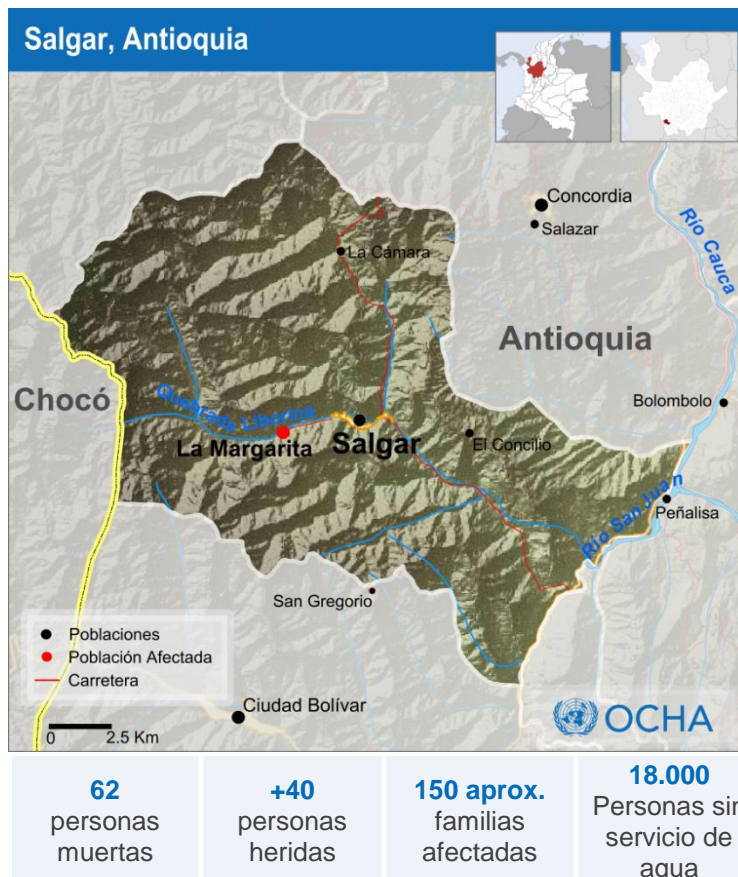 Salgar, Antioquia
Concordia
Salazar
Río Cauca
La Cámara
Antioquia
Chocó
Bolombolo
Quebrada Liborina
La Margarita
Salgar
El Concilio
Peñalisa
Río San Juan
San Gregorio
Poblaciones
Población Afectada
Carretera
Ciudad Bolívar
0 2.5 Km
OCHA
62
personas
muertas
+40
personas
heridas
150 aprox.
familias
afectadas
18.000
Personas sin
servicio de
agua